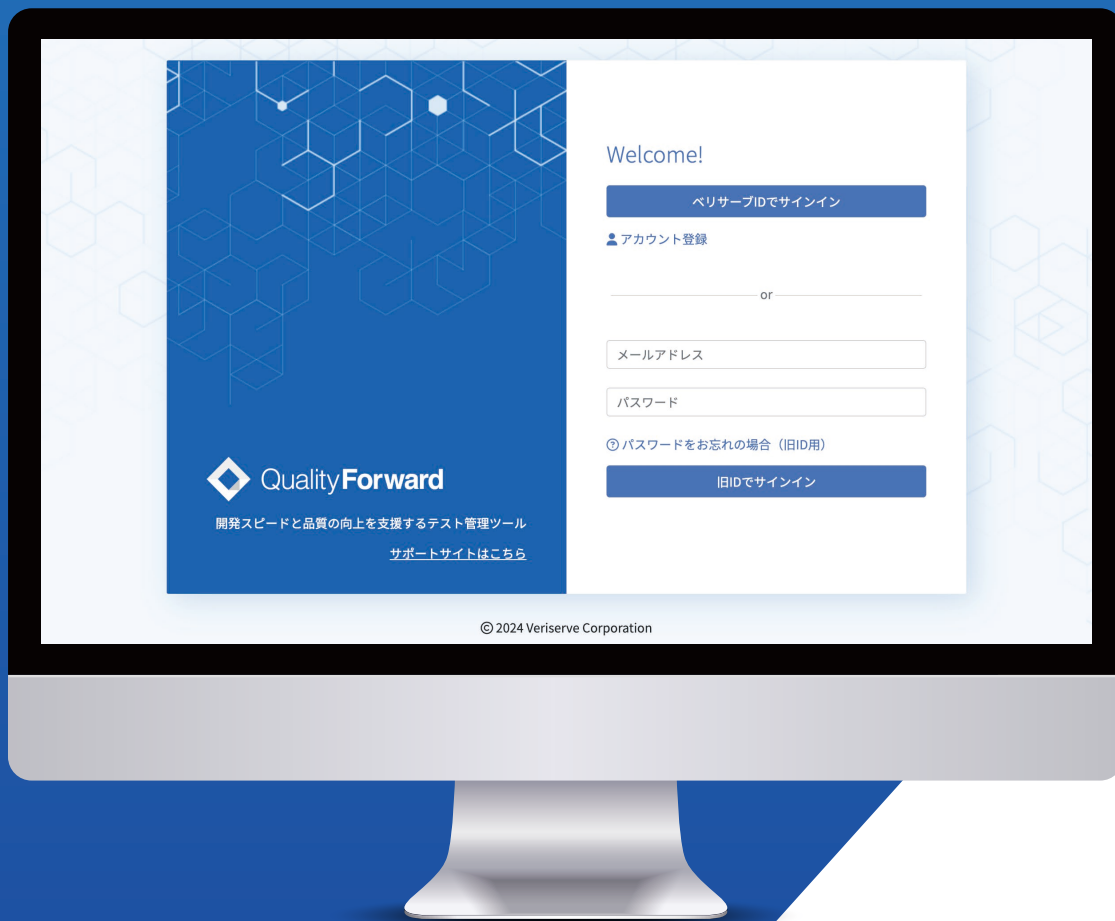 Welcome!
ベリサーブIDでサインイン
アカウント登録
or
メールアドレス
パスワード
パスワードをお忘れの場合（旧ID用）
旧IDでサインイン
QualityForward
開発スピードと品質の向上を支援するテスト管理ツール
サポートサイトはこちら
© 2024 Veriserve Corporation